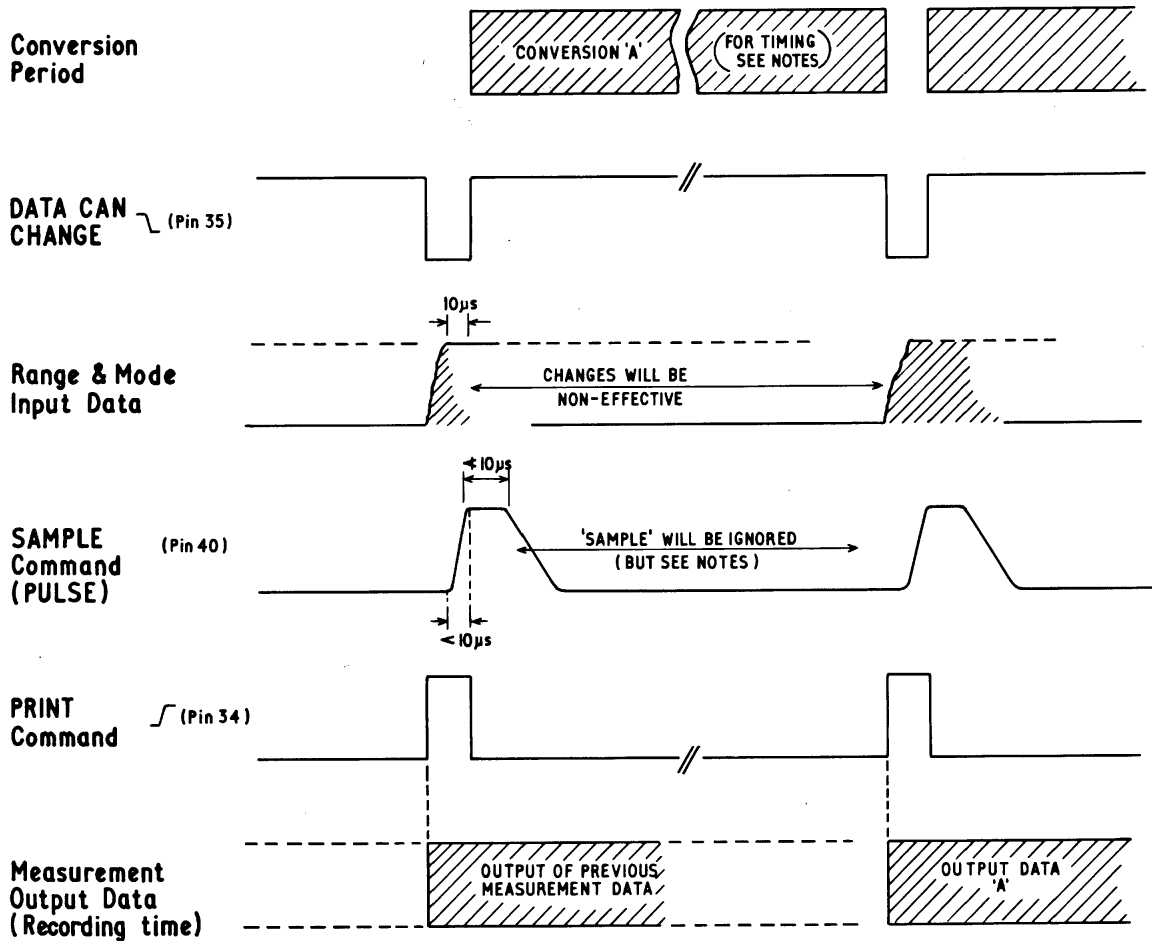 Conversion
Period
CONVERSION 'A'
(FOR TIMING
SEE NOTES)
DATA CAN
CHANGE
(Pin 35)
10µs
Range & Mode
Input Data
CHANGES WILL BE
NON-EFFECTIVE
≮10µs
SAMPLE
Command
(PULSE)
(Pin 40)
'SAMPLE' WILL BE IGNORED
(BUT SEE NOTES)
<10µs
PRINT
Command
(Pin 34)
Measurement
Output Data
(Recording time)
OUTPUT OF PREVIOUS
MEASUREMENT DATA
OUTPUT DATA
'A'